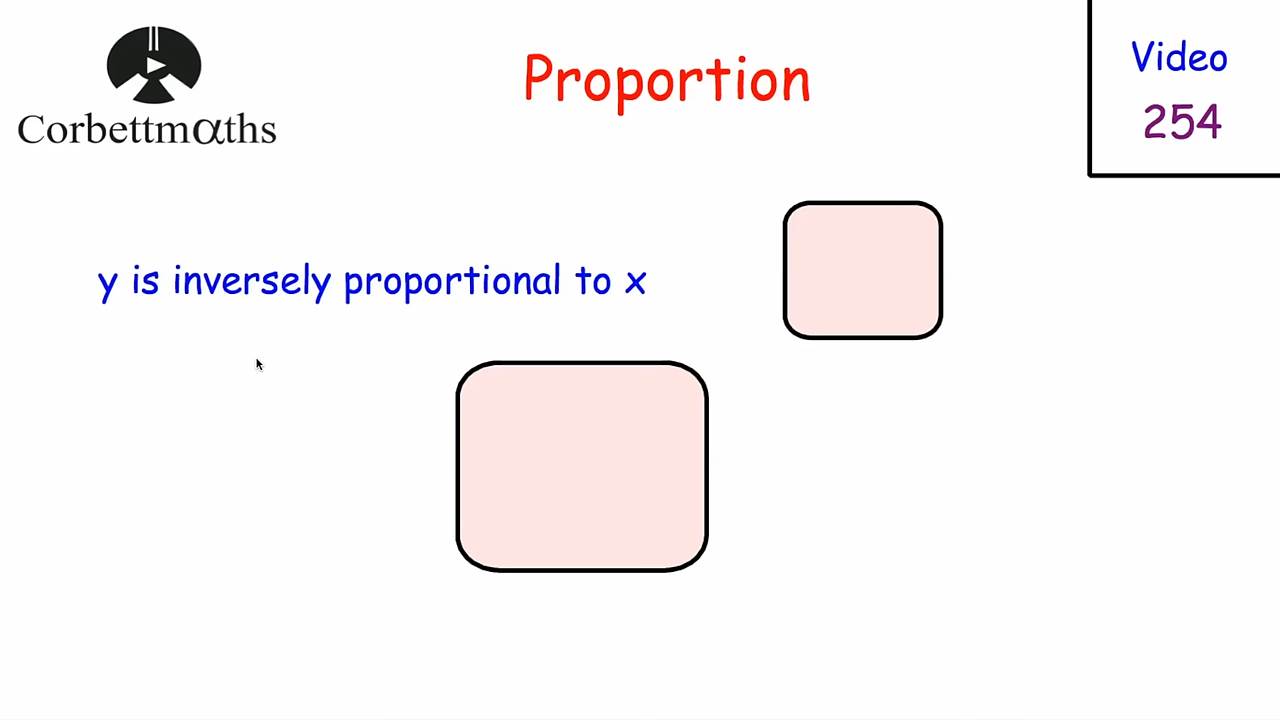 Corbettmαths
Proportion
Video
254
y is inversely proportional to x